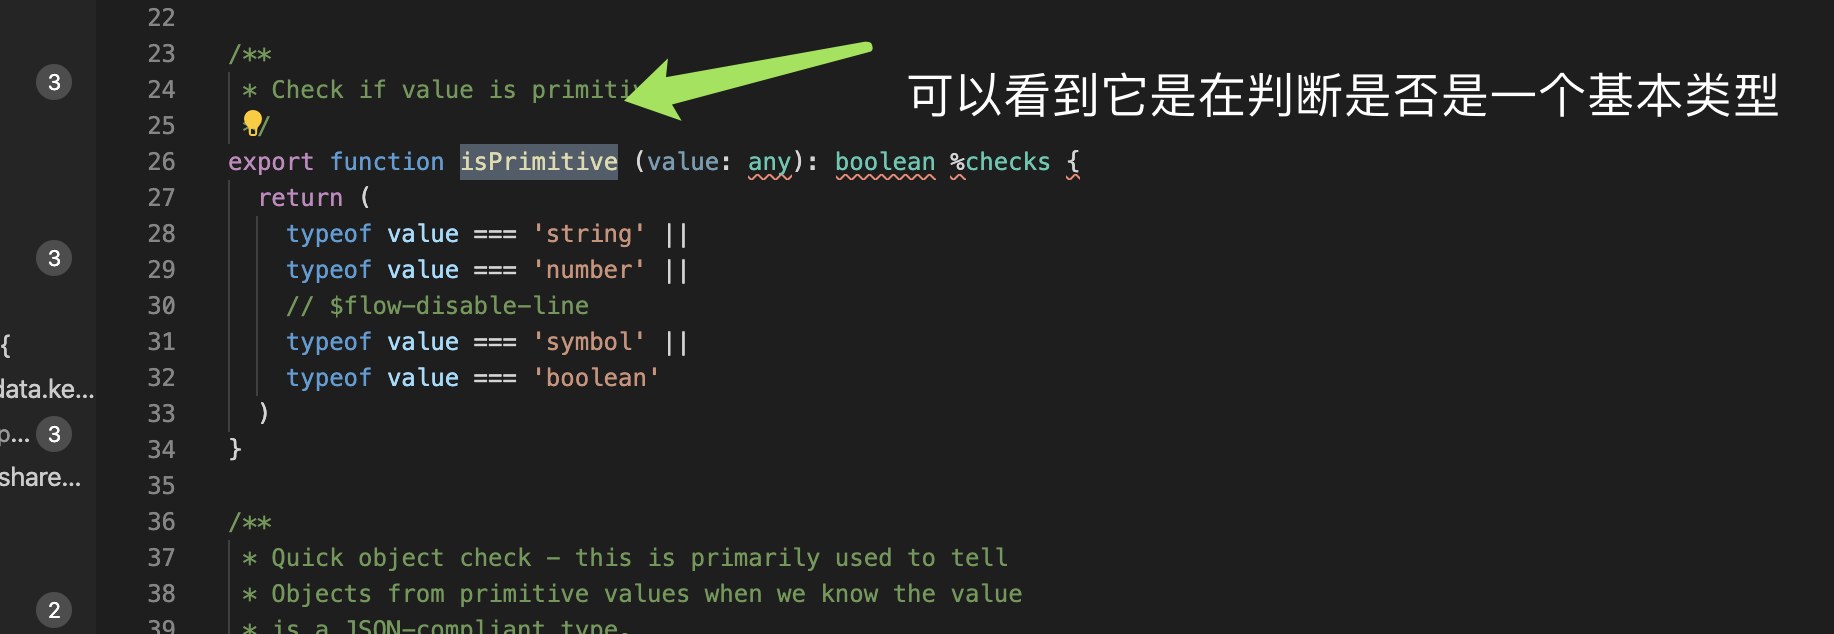 22
23 /**
24 * Check if value is primiti
可以看到它是在判断是否是一个基本类型
25 */
26 export function isPrimitive (value: any): boolean %checks {
27 return (
28 typeof value === 'string' ||
29 typeof value === 'number' ||
30 // $flow-disable-line
31 typeof value === 'symbol' ||
32 typeof value === 'boolean'
33 )
34 }
35
36 /**
37 * Quick object check - this is primarily used to tell
38 * Objects from primitive values when we know the value
39 * is a JSON-compliant type.
3
3
{
data.ke...
p... 3
share...
2